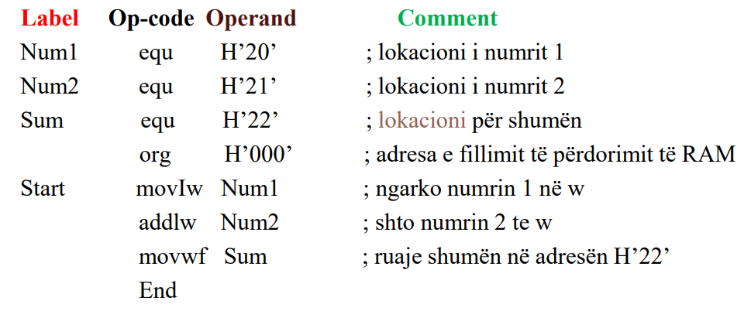 Label Op-code Operand Comment
Num1 equ H’20’ ; lokacioni i numrit 1
Num2 equ H’21’ ; lokacioni i numrit 2
Sum equ H’22’ ; lokacioni për shumën
org H’000’ ; adresa e fillimit të përdorimit të RAM
Start movIw Num1 ; ngarko numrin 1 në w
addlw Num2 ; shto numrin 2 te w
movwf Sum ; ruaje shumën në adresën H’22’
End